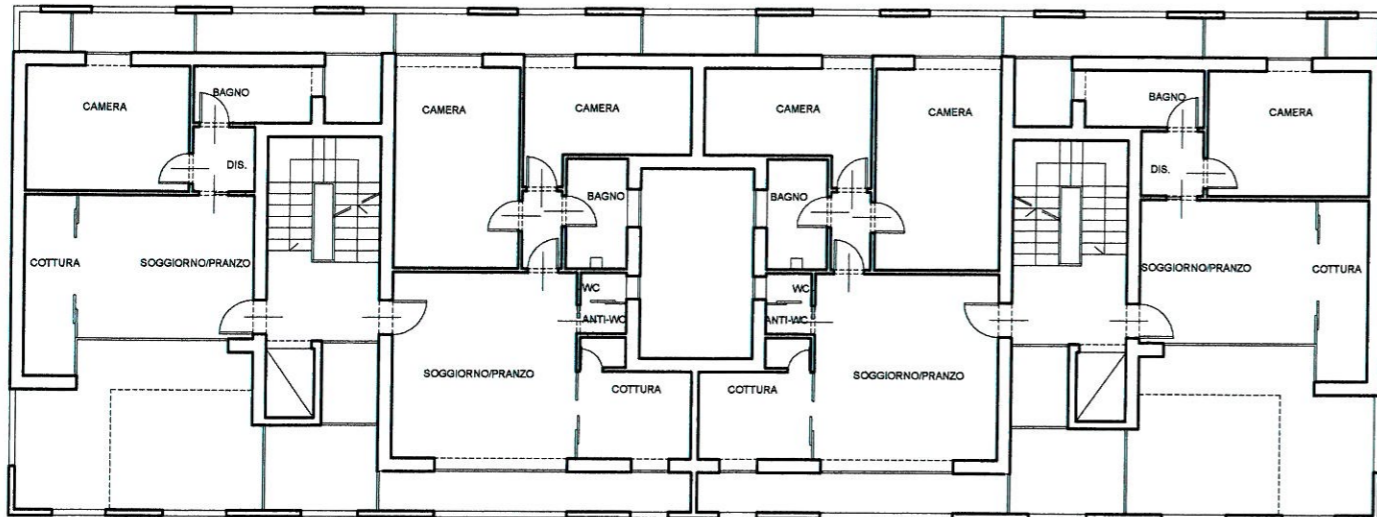 CAMERA
BAGNO
CAMERA
CAMERA
CAMERA
CAMERA
BAGNO
CAMERA
DIS.
DIS.
BAGNO
BAGNO
COTTURA
SOGGIORNO/PRANZO
SOGGIORNO/PRANZO
COTTURA
WC
WC
ANTI-WC
ANTI-WC
SOGGIORNO/PRANZO
COTTURA
COTTURA
SOGGIORNO/PRANZO